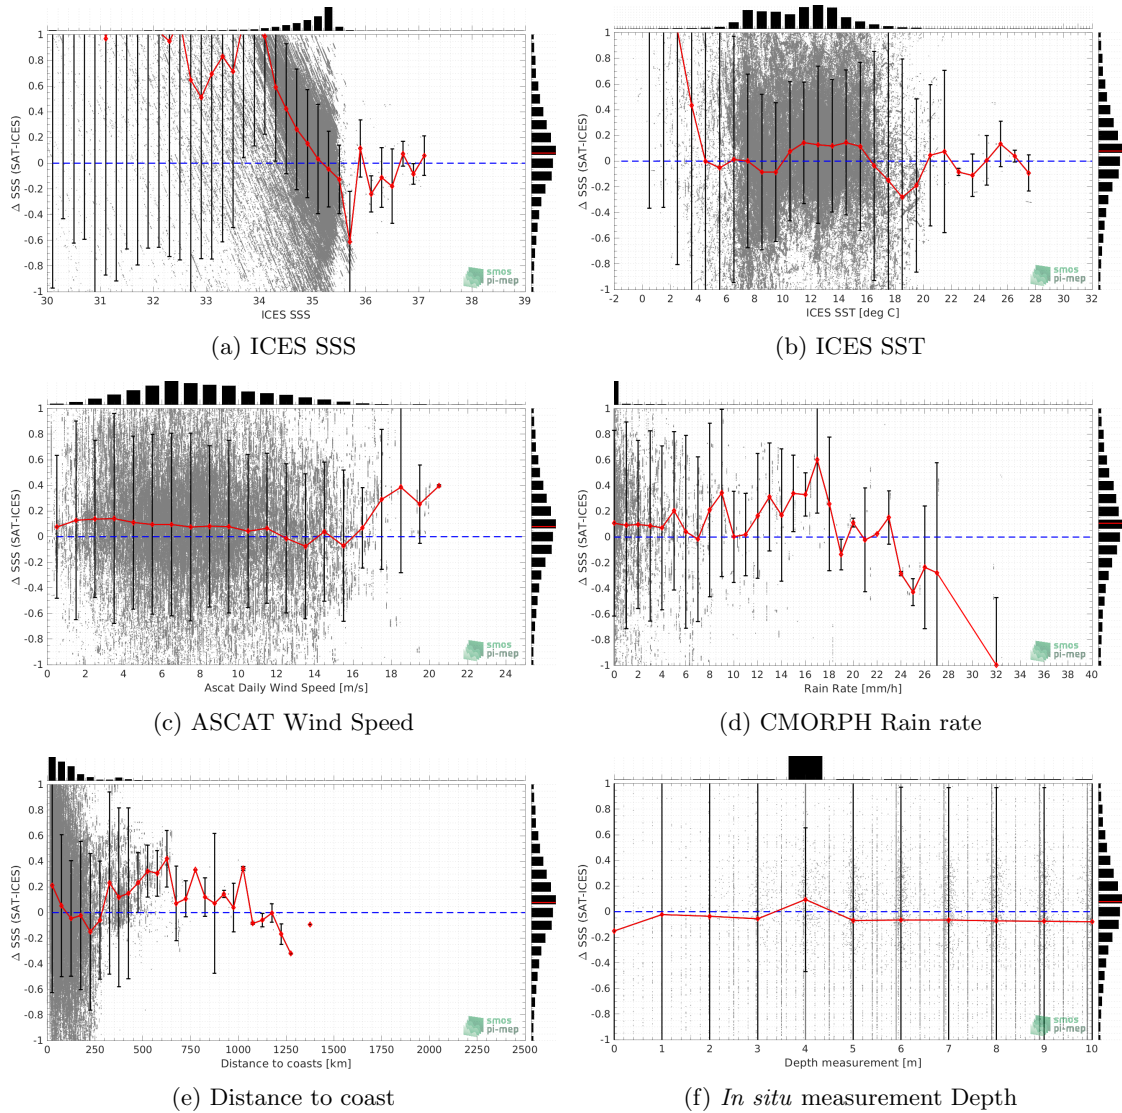 1
0.8
0.6
0.4
0.2
0
-0.2
-0.4
-0.6
-0.8
-1
Δ SSS (SAT-ICES)
30 31 32 33 34 35 36 37 38 39
ICES SSS
smos
pi-mep
(a) ICES SSS
1
0.8
0.6
0.4
0.2
0
-0.2
-0.4
-0.6
-0.8
-1
Δ SSS (SAT-ICES)
-2 0 2 4 6 8 10 12 14 16 18 20 22 24 26 28 30 32
ICES SST [deg C]
smos
pi-mep
(b) ICES SST
1
0.8
0.6
0.4
0.2
0
-0.2
-0.4
-0.6
-0.8
-1
Δ SSS (SAT-ICES)
0 2 4 6 8 10 12 14 16 18 20 22 24
Ascat Daily Wind Speed [m/s]
smos
pi-mep
(c) ASCAT Wind Speed
1
0.8
0.6
0.4
0.2
0
-0.2
-0.4
-0.6
-0.8
-1
Δ SSS (SAT-ICES)
0 2 4 6 8 10 12 14 16 18 20 22 24 26 28 30 32 34 36 38 40
Rain Rate [mm/h]
smos
pi-mep
(d) CMORPH Rain rate
1
0.8
0.6
0.4
0.2
0
-0.2
-0.4
-0.6
-0.8
-1
Δ SSS (SAT-ICES)
0 250 500 750 1000 1250 1500 1750 2000 2250 2500
Distance to coasts [km]
smos
pi-mep
(e) Distance to coast
1
0.8
0.6
0.4
0.2
0
-0.2
-0.4
-0.6
-0.8
-1
Δ SSS (SAT-ICES)
0 1 2 3 4 5 6 7 8 9 10
Depth measurement [m]
smos
pi-mep
(f) In situ measurement Depth